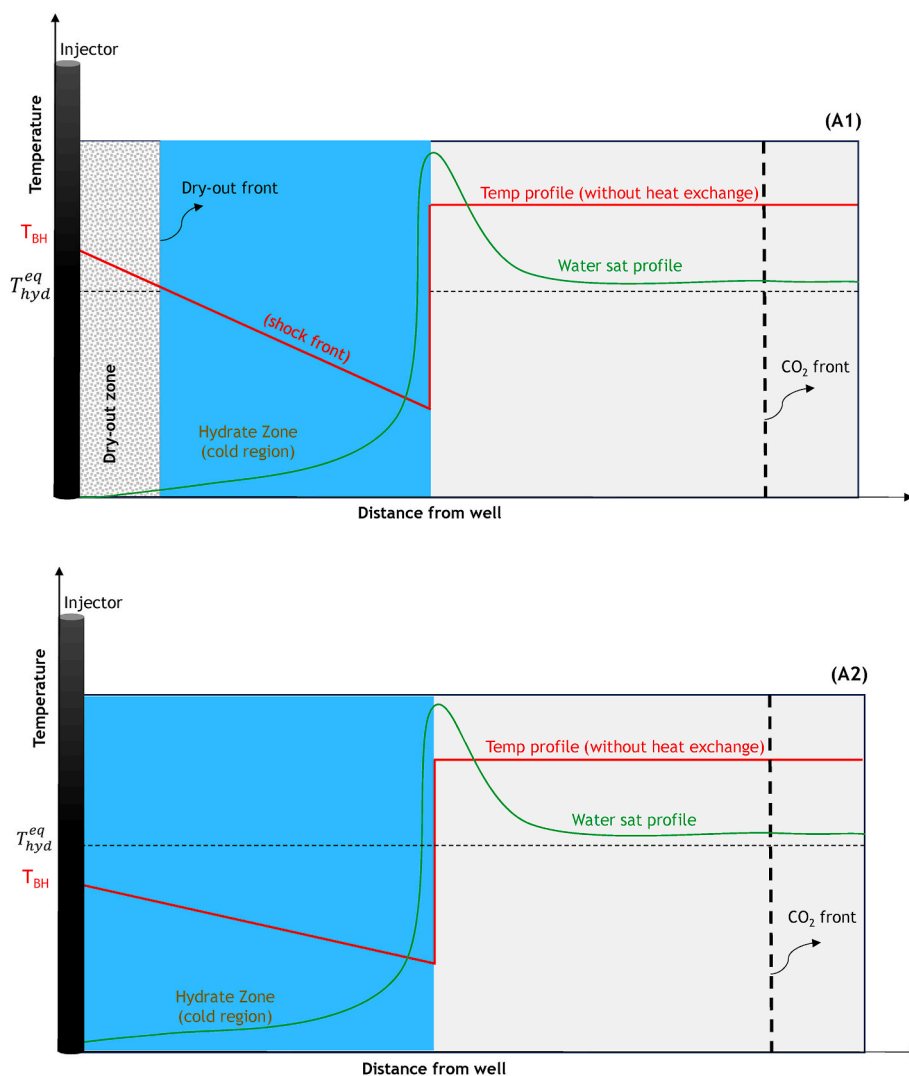 Injector
(A1)
Temperature
Dry-out front
Temp profile (without heat exchange)
T_BH
Water sat profile
T_hyd^eq
(shock front)
CO₂ front
Dry-out zone
Hydrate Zone
(cold region)
Distance from well
Injector
(A2)
Temperature
Temp profile (without heat exchange)
Water sat profile
T_hyd^eq
T_BH
CO₂ front
Hydrate Zone
(cold region)
Distance from well